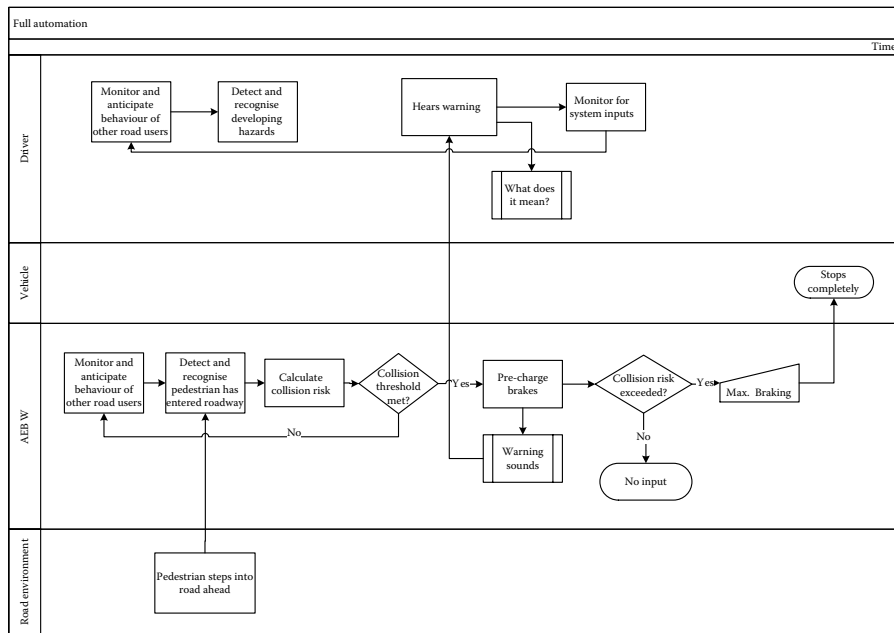 Full automation
Time
Driver
Monitor and
anticipate
behaviour of
other road users
Detect and
recognise
developing
hazards
Hears warning
Monitor for
system inputs
What does
it mean?
Vehicle
Stops
completely
AEB W
Monitor and
anticipate
behaviour of
other road users
Detect and
recognise
pedestrian has
entered roadway
Calculate
collision risk
Collision
threshold
met?
Yes
Pre-charge
brakes
Collision risk
exceeded?
Yes
Max. Braking
No
No
Warning
sounds
No input
Road environment
Pedestrian steps into
road ahead